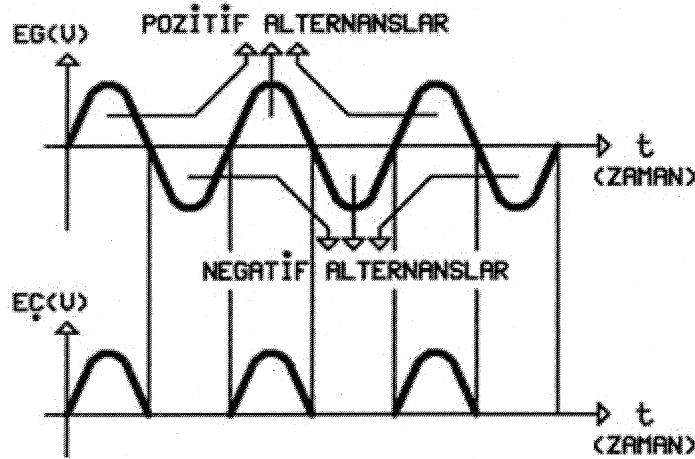 POZİTİF ALTERNANSLAR
EG(V)
t
(ZAMAN)
NEGATİF ALTERNANSLAR
EÇ(V)
t
(ZAMAN)